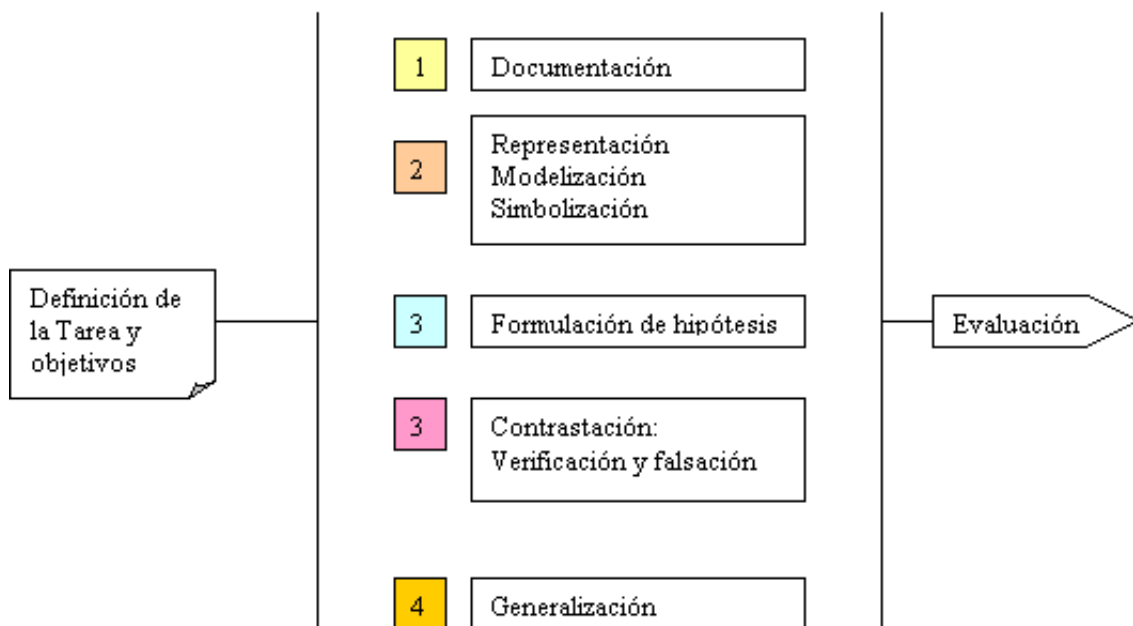 1
Documentación
2
Representación
Modelización
Simbolización
Definición de
la Tarea y
objetivos
3
Formulación de hipótesis
Evaluación
3
Contrastación:
Verificación y falsación
4
Generalización